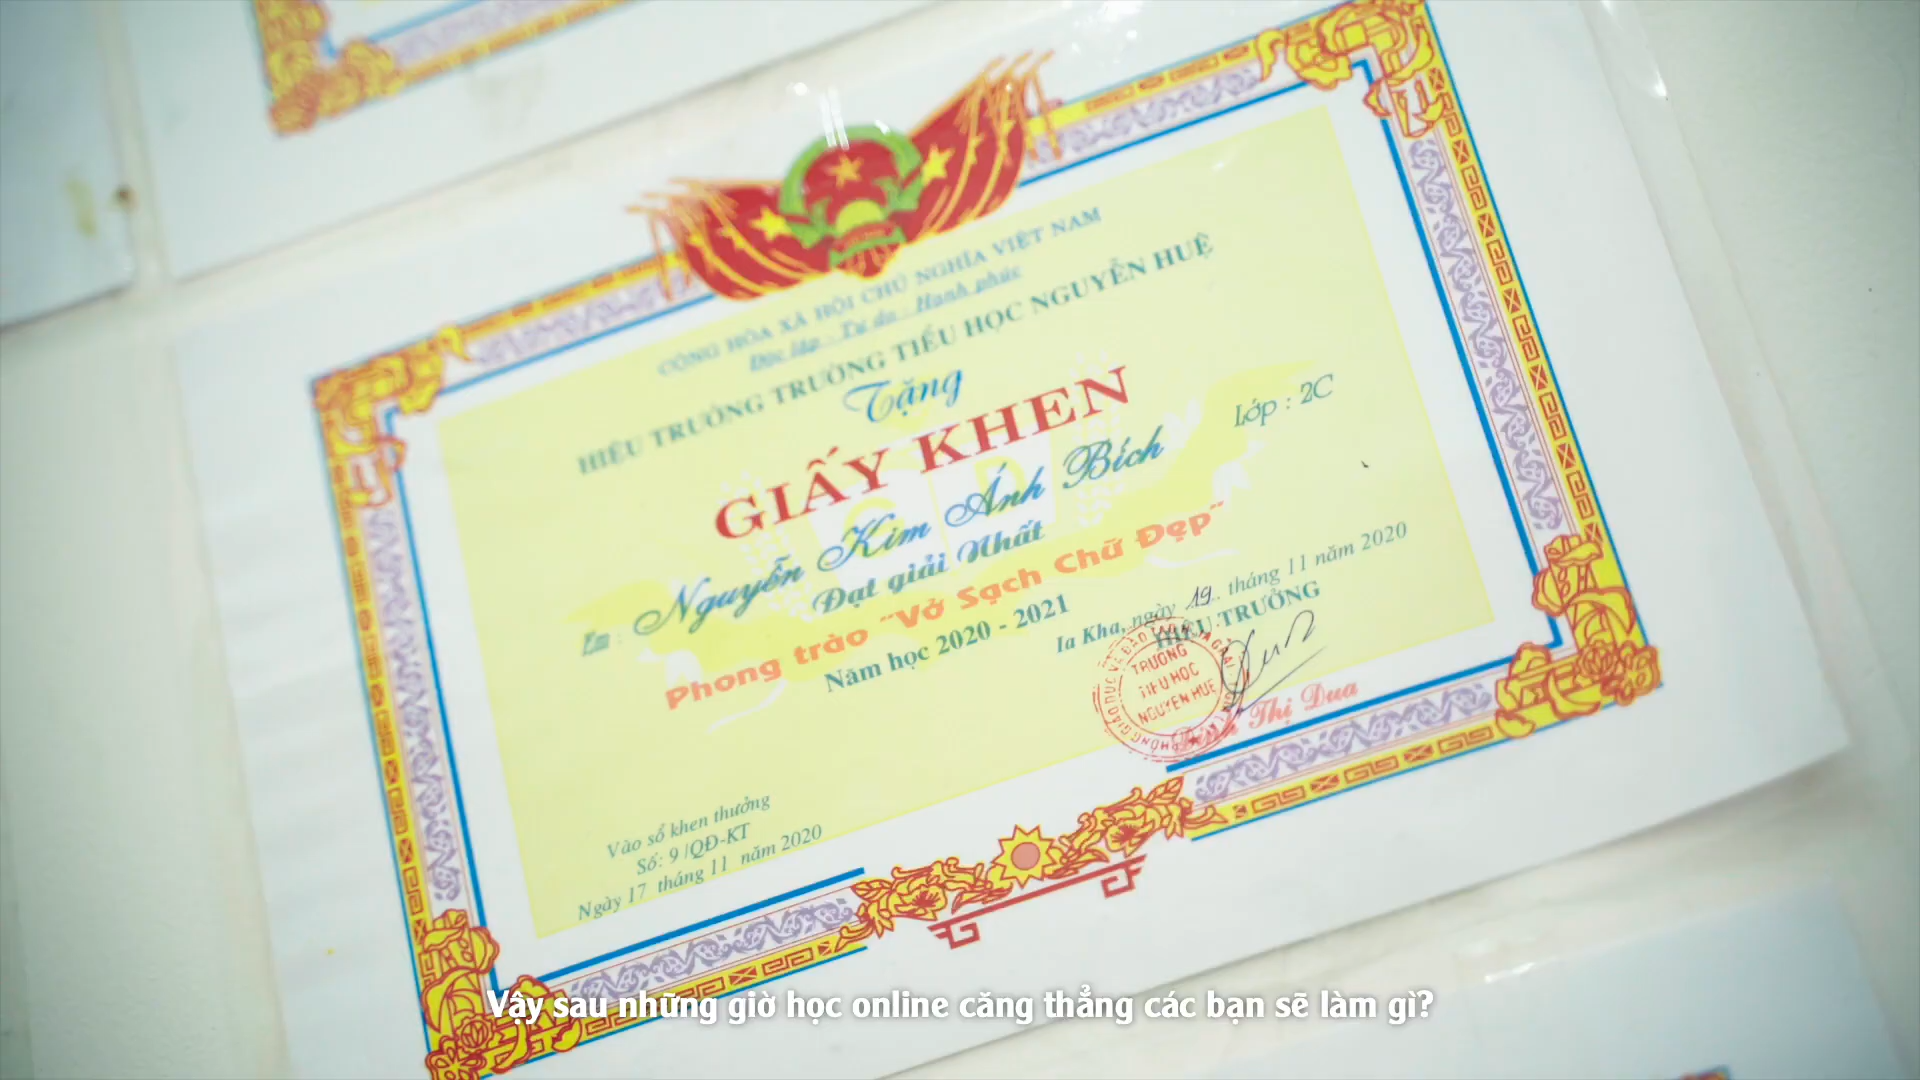 CỘNG HÒA XÃ HỘI CHỦ NGHĨA VIỆT NAM
Độc lập - Tự do - Hạnh phúc
HIỆU TRƯỞNG TRƯỜNG TIỂU HỌC NGUYỄN HUỆ
Tặng
GIẤY KHEN
Em : Nguyễn Kim Ánh Bích Lớp : 2C
Đạt giải Nhất
Phong trào "Vở Sạch Chữ Đẹp"
Năm học 2020 - 2021
Ia Kha, ngày 19 tháng 11 năm 2020
HIỆU TRƯỞNG
TRƯỜNG
TIỂU HỌC
NGUYỄN HUỆ
Thị Dua
Vào sổ khen thưởng
Số: 9 /QĐ-KT
Ngày 17 tháng 11 năm 2020
Vậy sau những giờ học online căng thẳng các bạn sẽ làm gì?